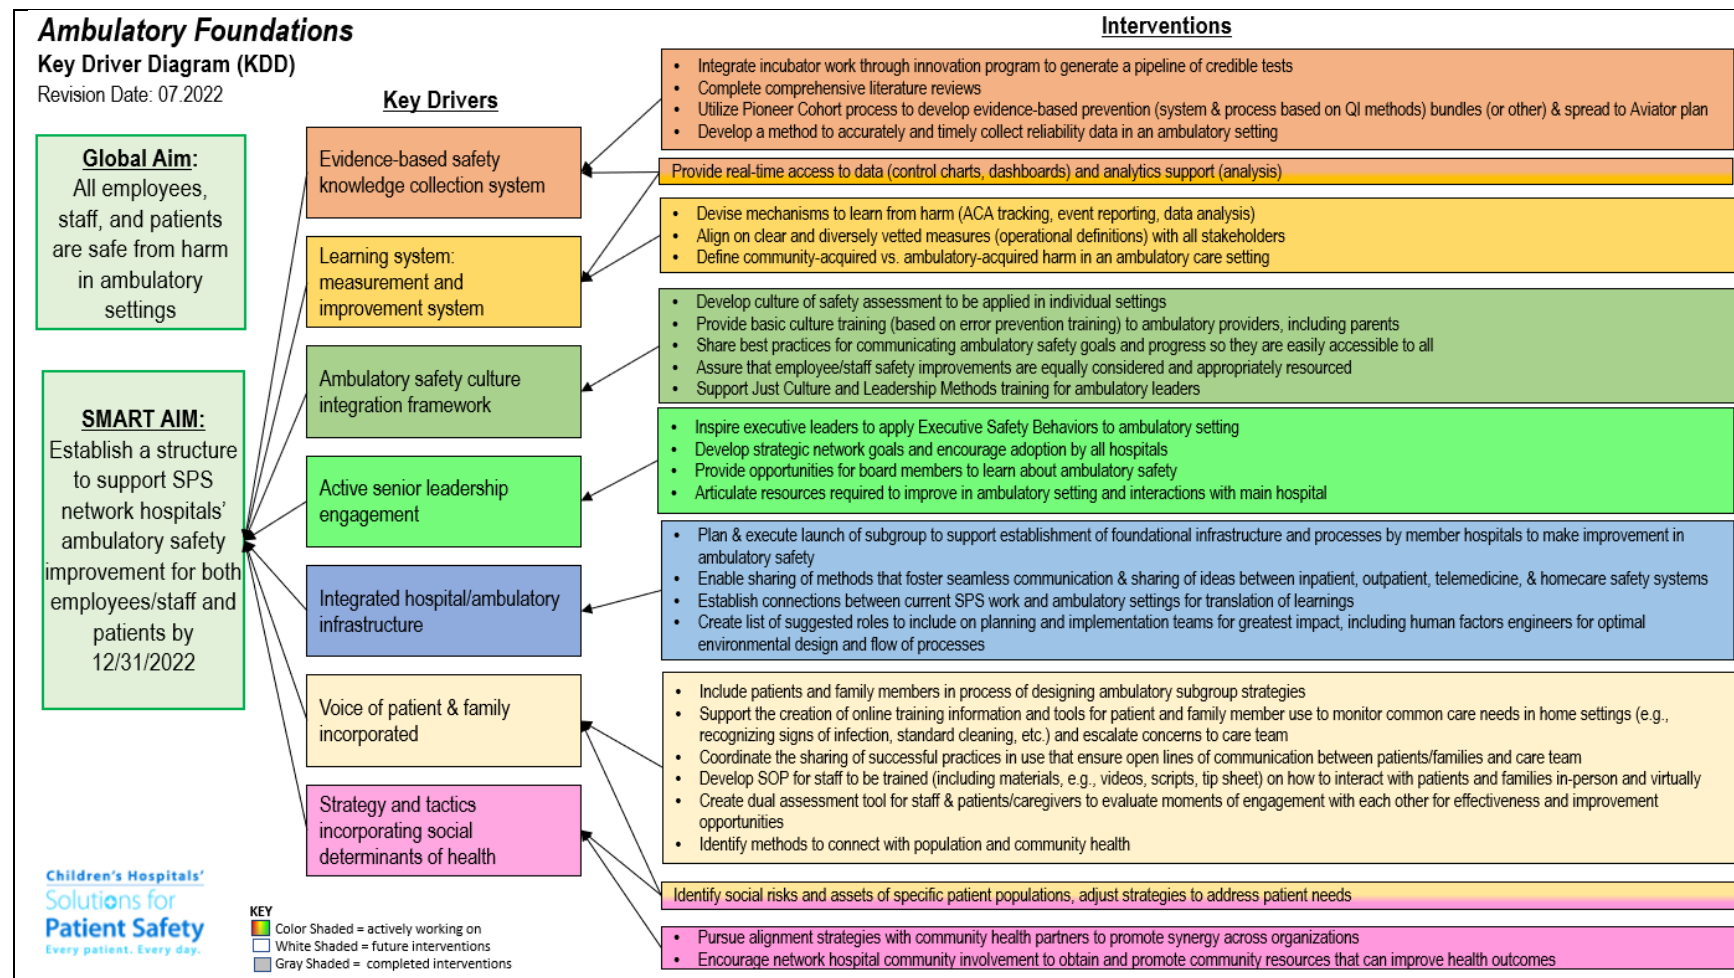 Ambulatory Foundations
Key Driver Diagram (KDD)
Revision Date: 07.2022
Key Drivers
Interventions
Global Aim:
All employees,
staff, and patients
are safe from harm
in ambulatory
settings
SMART AIM:
Establish a structure
to support SPS
network hospitals'
ambulatory safety
improvement for both
employees/staff and
patients by
12/31/2022
Evidence-based safety
knowledge collection system
Learning system:
measurement and
improvement system
Ambulatory safety culture
integration framework
Active senior leadership
engagement
Integrated hospital/ambulatory
infrastructure
Voice of patient & family
incorporated
Strategy and tactics
incorporating social
determinants of health
• Integrate incubator work through innovation program to generate a pipeline of credible tests
• Complete comprehensive literature reviews
• Utilize Pioneer Cohort process to develop evidence-based prevention (system & process based on QI methods) bundles (or other) & spread to Aviator plan
• Develop a method to accurately and timely collect reliability data in an ambulatory setting
Provide real-time access to data (control charts, dashboards) and analytics support (analysis)
• Devise mechanisms to learn from harm (ACA tracking, event reporting, data analysis)
• Align on clear and diversely vetted measures (operational definitions) with all stakeholders
• Define community-acquired vs. ambulatory-acquired harm in an ambulatory care setting
• Develop culture of safety assessment to be applied in individual settings
• Provide basic culture training (based on error prevention training) to ambulatory providers, including parents
• Share best practices for communicating ambulatory safety goals and progress so they are easily accessible to all
• Assure that employee/staff safety improvements are equally considered and appropriately resourced
• Support Just Culture and Leadership Methods training for ambulatory leaders
• Inspire executive leaders to apply Executive Safety Behaviors to ambulatory setting
• Develop strategic network goals and encourage adoption by all hospitals
• Provide opportunities for board members to learn about ambulatory safety
• Articulate resources required to improve in ambulatory setting and interactions with main hospital
• Plan & execute launch of subgroup to support establishment of foundational infrastructure and processes by member hospitals to make improvement in
ambulatory safety
• Enable sharing of methods that foster seamless communication & sharing of ideas between inpatient, outpatient, telemedicine, & homecare safety systems
• Establish connections between current SPS work and ambulatory settings for translation of learnings
• Create list of suggested roles to include on planning and implementation teams for greatest impact, including human factors engineers for optimal
environmental design and flow of processes
• Include patients and family members in process of designing ambulatory subgroup strategies
• Support the creation of online training information and tools for patient and family member use to monitor common care needs in home settings (e.g.,
recognizing signs of infection, standard cleaning, etc.) and escalate concerns to care team
• Coordinate the sharing of successful practices in use that ensure open lines of communication between patients/families and care team
• Develop SOP for staff to be trained (including materials, e.g., videos, scripts, tip sheet) on how to interact with patients and families in-person and virtually
• Create dual assessment tool for staff & patients/caregivers to evaluate moments of engagement with each other for effectiveness and improvement
opportunities
• Identify methods to connect with population and community health
Identify social risks and assets of specific patient populations, adjust strategies to address patient needs
• Pursue alignment strategies with community health partners to promote synergy across organizations
• Encourage network hospital community involvement to obtain and promote community resources that can improve health outcomes
Children's Hospitals'
Solutions for
Patient Safety
Every patient. Every day.
KEY
Color Shaded = actively working on
White Shaded = future interventions
Gray Shaded = completed interventions